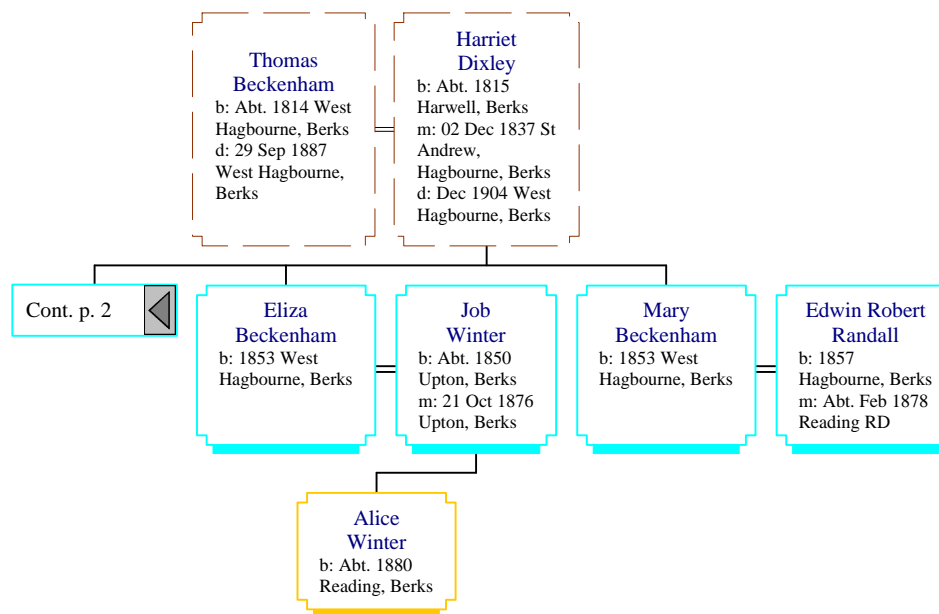 Thomas
Beckenham
b: Abt. 1814 West
Hagbourne, Berks
d: 29 Sep 1887
West Hagbourne,
Berks
Harriet
Dixley
b: Abt. 1815
Harwell, Berks
m: 02 Dec 1837 St
Andrew,
Hagbourne, Berks
d: Dec 1904 West
Hagbourne, Berks
Cont. p. 2
Eliza
Beckenham
b: 1853 West
Hagbourne, Berks
Job
Winter
b: Abt. 1850
Upton, Berks
m: 21 Oct 1876
Upton, Berks
Mary
Beckenham
b: 1853 West
Hagbourne, Berks
Edwin Robert
Randall
b: 1857
Hagbourne, Berks
m: Abt. Feb 1878
Reading RD
Alice
Winter
b: Abt. 1880
Reading, Berks